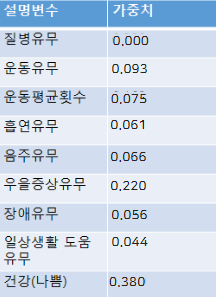 설명변수 가중치
질병유무 0.000
운동유무 0.093
운동평균횟수 0.075
흡연유무 0.061
음주유무 0.066
우울증상유무 0.220
장애유무 0.056
일상생활 도움 0.044
유무
건강(나쁨) 0.380